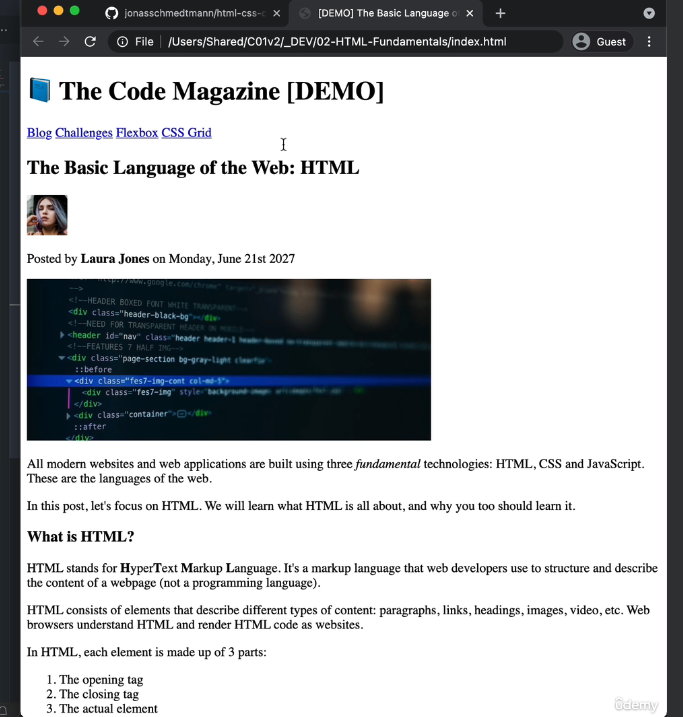 jonasschmedtmann/html-css-c
[DEMO] The Basic Language o
File
/Users/Shared/C01v2/_DEV/02-HTML-Fundamentals/index.html
Guest
📘 The Code Magazine [DEMO]
Blog Challenges Flexbox CSS Grid
The Basic Language of the Web: HTML
Posted by Laura Jones on Monday, June 21st 2027
-->
<!--HEADER BOXED FONT WHITE TRANSPARENT-->
<div class="header-black-bg"></div>
<!--NEED FOR TRANSPARENT HEADER ON MOBILE-->
<header id="nav" class="header header-1 header-
<!--FEATURES 7 HALF IMG-->
<div class="page-section bg-gray-light clearfix">
::before
<div class="fes7-img-cont col-md-5">
<div class="fes7-img" style="background-image:
</div>
<div class="container"></div>
::after
</div>
All modern websites and web applications are built using three fundamental technologies: HTML, CSS and JavaScript.
These are the languages of the web.
In this post, let's focus on HTML. We will learn what HTML is all about, and why you too should learn it.
What is HTML?
HTML stands for HyperText Markup Language. It's a markup language that web developers use to structure and describe
the content of a webpage (not a programming language).
HTML consists of elements that describe different types of content: paragraphs, links, headings, images, video, etc. Web
browsers understand HTML and render HTML code as websites.
In HTML, each element is made up of 3 parts:
1. The opening tag
2. The closing tag
3. The actual element
ûdemy